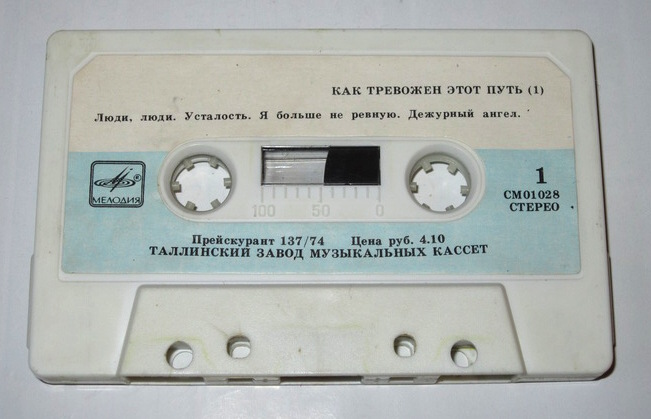 КАК ТРЕВОЖЕН ЭТОТ ПУТЬ (1)
Люди, люди. Усталость. Я больше не ревную. Дежурный ангел.
МЕЛОДИЯ
1
СМ01028
СТЕРЕО
100 50 0
Прейскурант 137/74 Цена руб. 4.10
ТАЛЛИНСКИЙ ЗАВОД МУЗЫКАЛЬНЫХ КАССЕТ